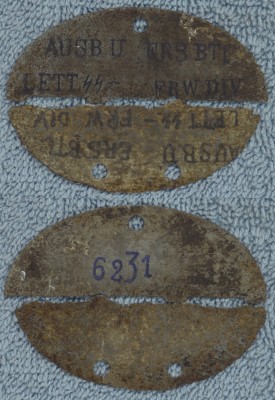 AUSB U ERS BTL
LETT ᛋᛋ - FRW DIV
LETT ᛋᛋ - FRW DIV
AUSB U ERS BTL
6231